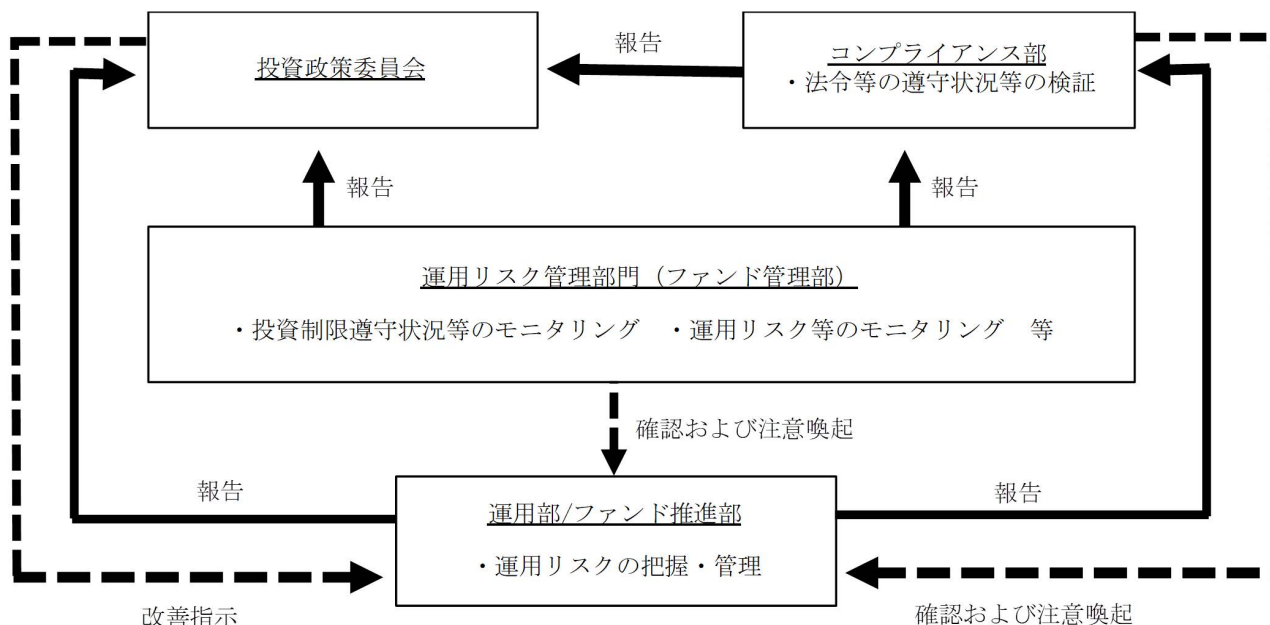 報告
投資政策委員会
コンプライアンス部
・法令等の遵守状況等の検証
報告
報告
運用リスク管理部門（ファンド管理部）
・投資制限遵守状況等のモニタリング　・運用リスク等のモニタリング　等
確認および注意喚起
報告
報告
運用部/ファンド推進部
・運用リスクの把握・管理
改善指示
確認および注意喚起